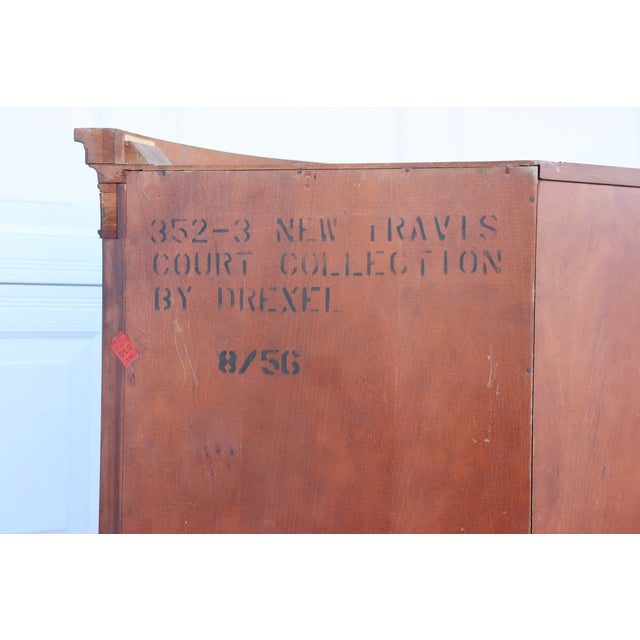 352-3 NEW TRAVIS
COURT COLLECTION
BY DREXEL
8/56